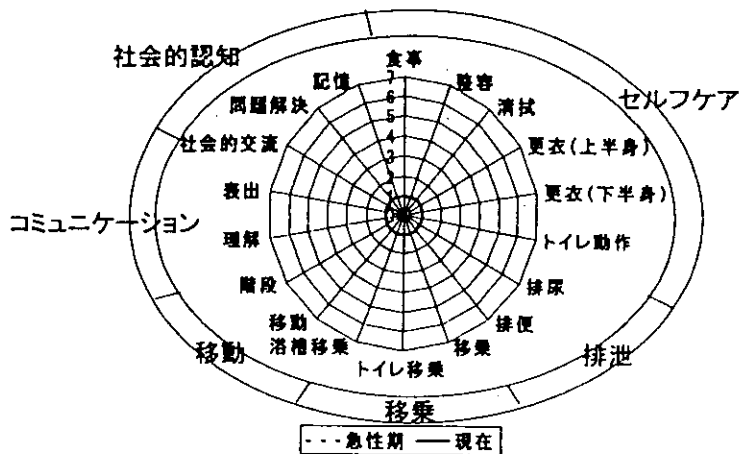 社会的認知
セルフケア
コミュニケーション
移動
移乗
排泄
食事
整容
清拭
更衣(上半身)
更衣(下半身)
トイレ動作
排尿
排便
移乗
トイレ移乗
浴槽移乗
移動
階段
理解
表出
社会的交流
問題解決
記憶
7
6
5
4
3
2
1
急性期 現在